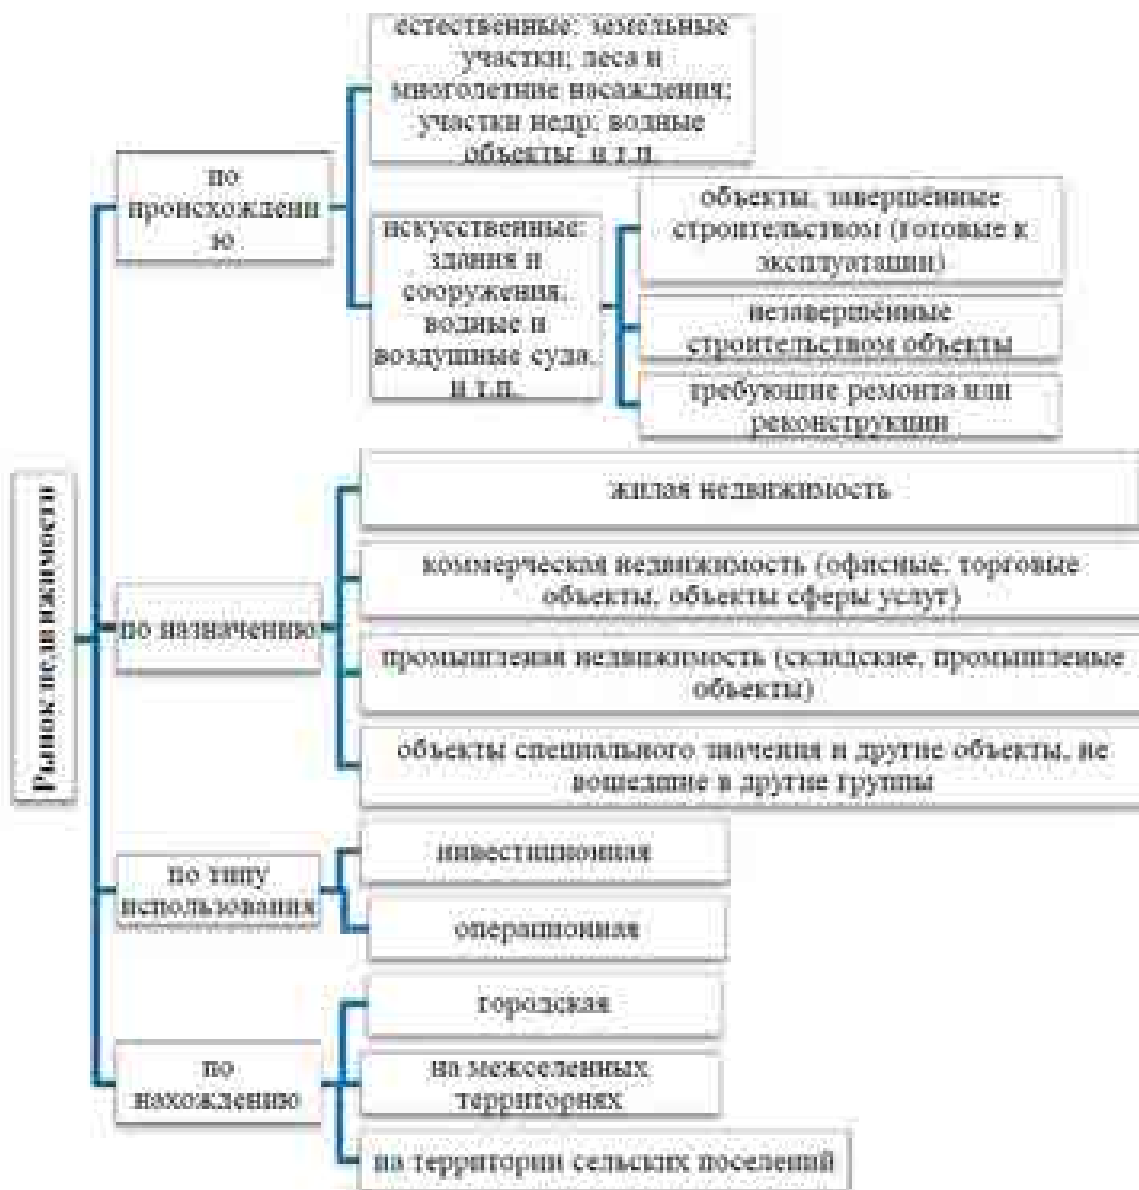 Рынок недвижимости
по
происхождени
ю
естественные: земельные
участки; леса и
многолетние насаждения;
участки недр; водные
объекты и т.п.
искусственные:
здания и
сооружения,
водные и
воздушные суда,
и т.п.
объекты, завершённые
строительством (готовые к
эксплуатации)
незавершённые
строительством объекты
требующие ремонта или
реконструкции
по назначению
жилая недвижимость
коммерческая недвижимость (офисные, торговые
объекты, объекты сферы услуг)
промышленая недвижимость (складские, промышленые
объекты)
объекты специального значения и другие объекты, не
вошедшие в другие группы
по типу
использования
инвестиционная
операционная
по
нахождению
городская
на межселенных
территориях
на территории сельских поселений